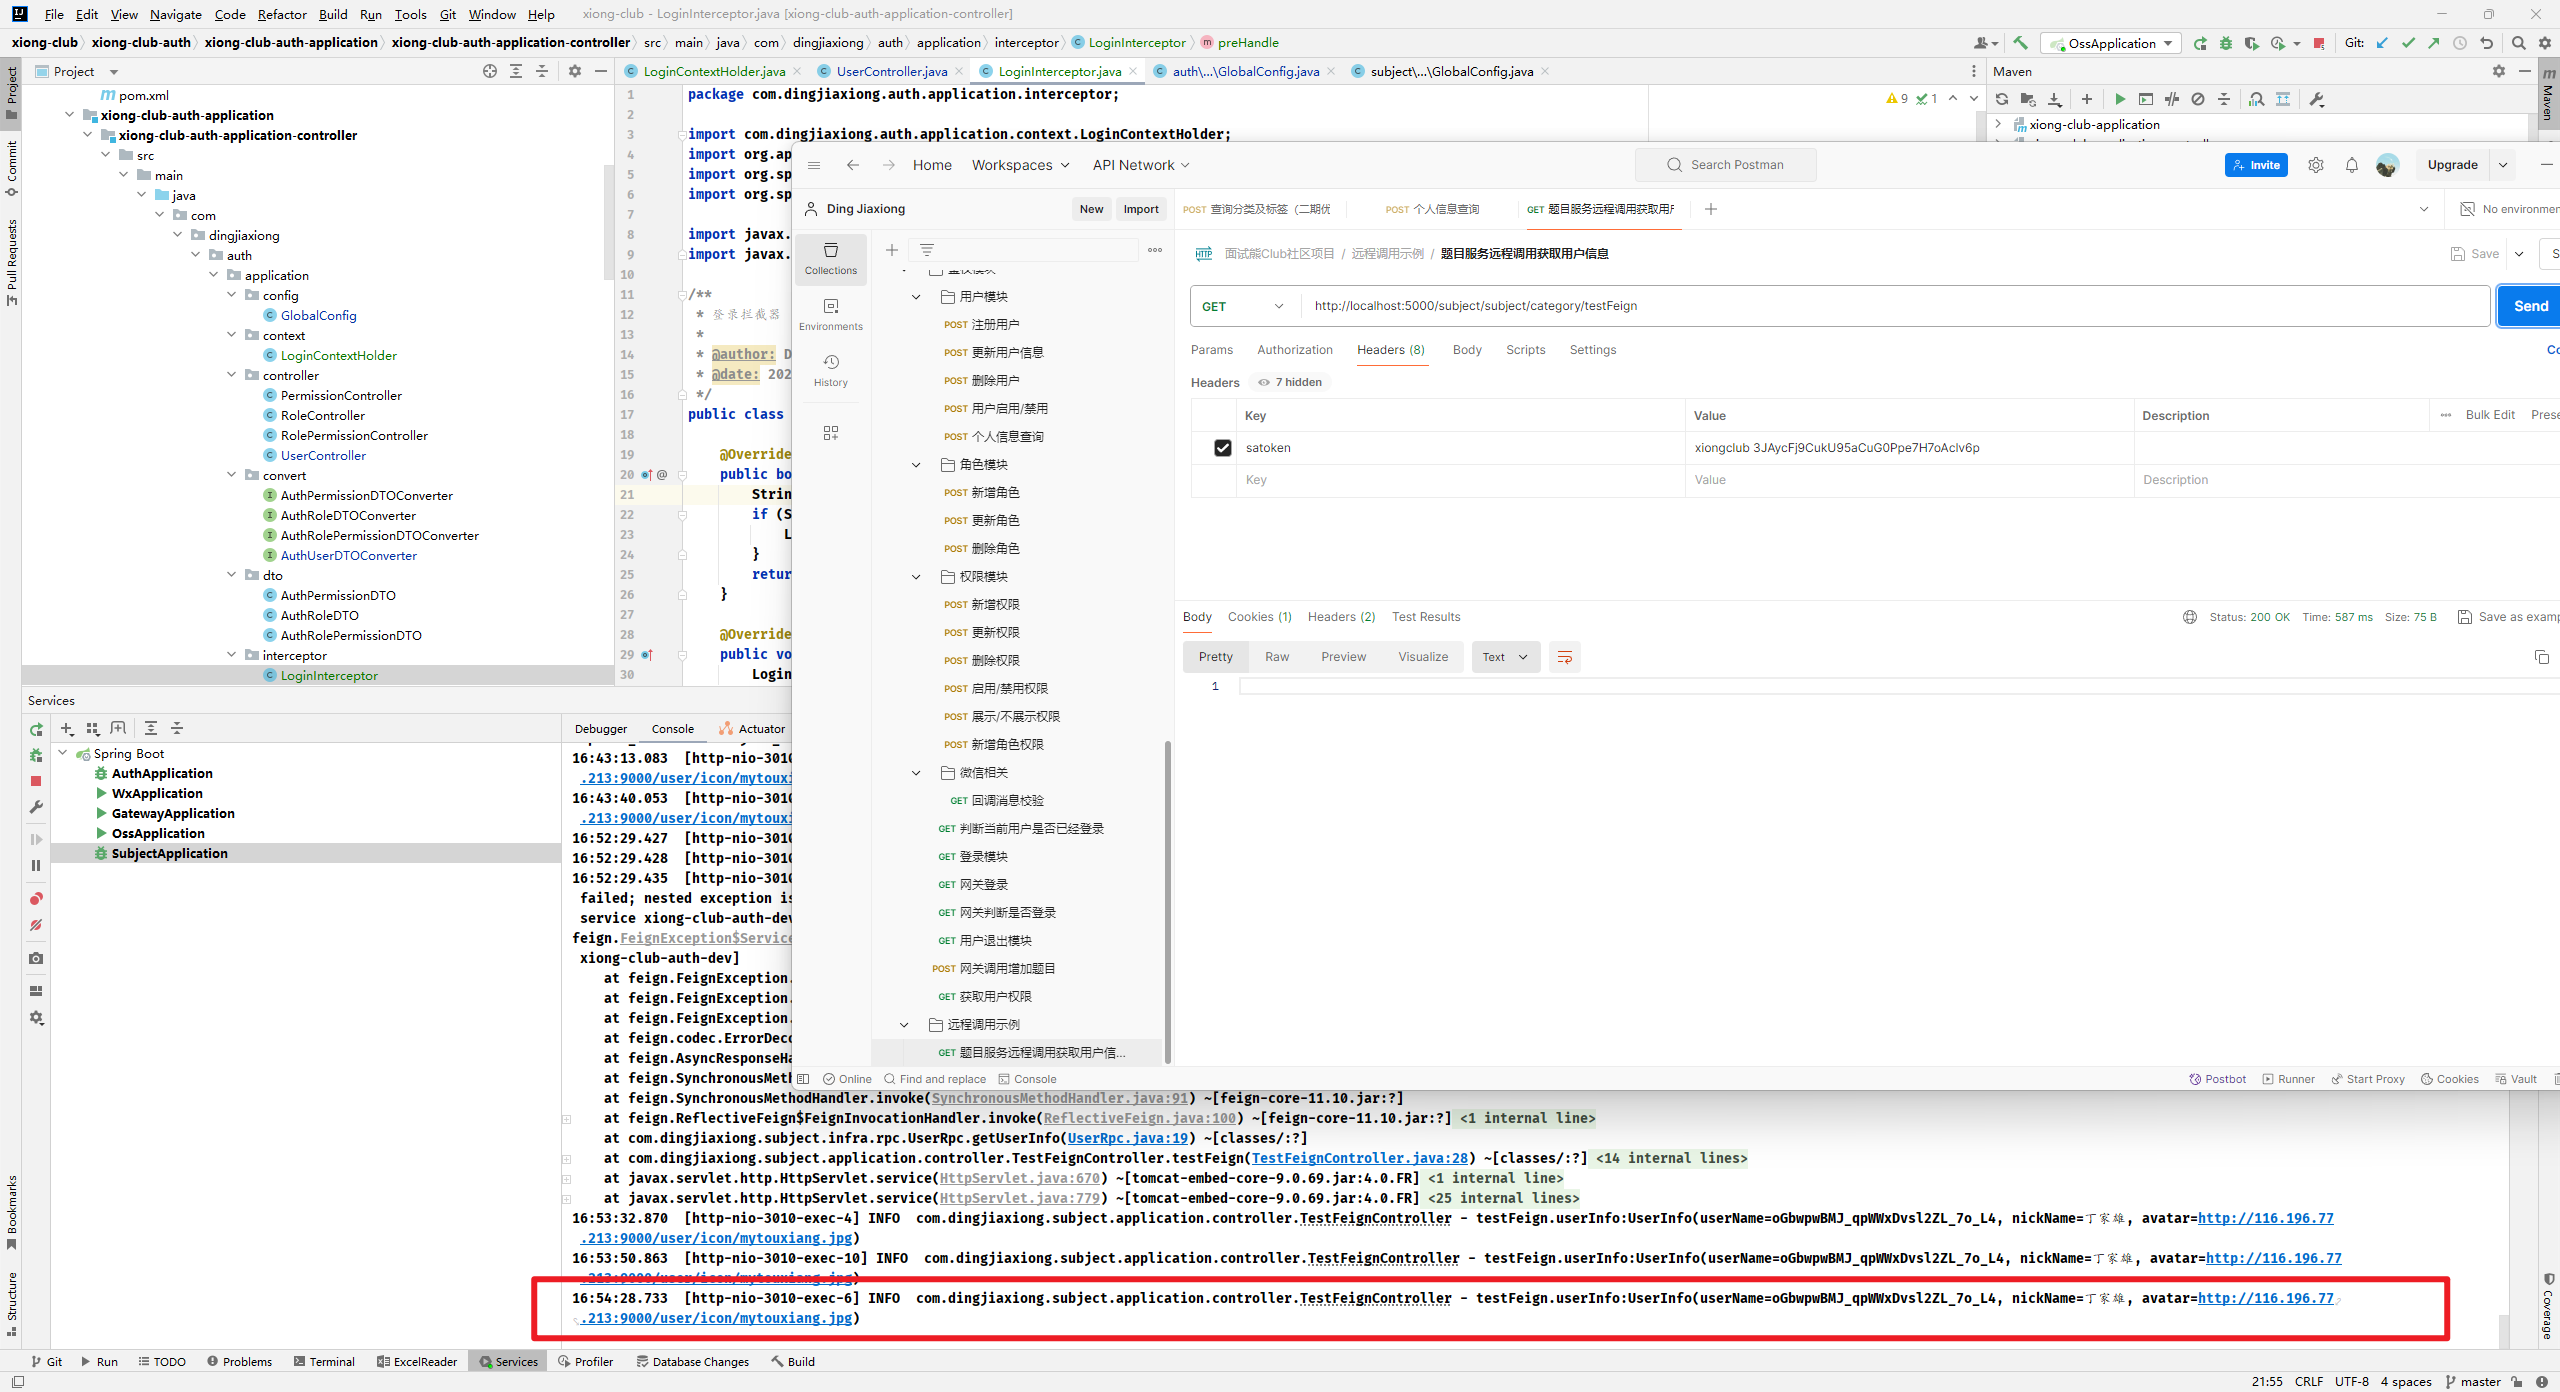 File Edit View Navigate Code Refactor Build Run Tools Git Window Help xiong-club - LoginInterceptor.java [xiong-club-auth-application-controller]
xiong-club xiong-club-auth xiong-club-auth-application xiong-club-auth-application-controller src main java com dingjiaxiong auth application interceptor LoginInterceptor preHandle OssApplication Git:
Project
LoginContextHolder.java UserController.java LoginInterceptor.java auth\...\GlobalConfig.java subject\...\GlobalConfig.java
Maven
Project
Commit
Pull Requests
Bookmarks
Structure
Maven
Coverage
pom.xml
xiong-club-auth-application
xiong-club-auth-application-controller
src
main
java
com
dingjiaxiong
auth
application
config
GlobalConfig
context
LoginContextHolder
controller
PermissionController
RoleController
RolePermissionController
UserController
convert
AuthPermissionDTOConverter
AuthRoleDTOConverter
AuthRolePermissionDTOConverter
AuthUserDTOConverter
dto
AuthPermissionDTO
AuthRoleDTO
AuthRolePermissionDTO
interceptor
LoginInterceptor
9 1
1 package com.dingjiaxiong.auth.application.interceptor;
2
3 import com.dingjiaxiong.auth.application.context.LoginContextHolder;
4 import org.ap
5 import org.sp
6 import org.sp
7
8 import javax.
9 import javax.
10
11 /**
12 * 登录拦截器
13 *
14 * @author: D
15 * @date: 202
16 */
17 public class
18
19 @Override
20 public bo
21 Strin
22 if (S
23 L
24 }
25 retur
26 }
27
28 @Override
29 public vo
30 Login
xiong-club-application
Home Workspaces API Network Search Postman Invite Upgrade
Ding Jiaxiong New Import
POST 查询分类及标签（二期优 POST 个人信息查询 GET 题目服务远程调用获取用户 No environmen
Collections
Environments
History
用户模块
POST 注册用户
POST 更新用户信息
POST 删除用户
POST 用户启用/禁用
POST 个人信息查询
角色模块
POST 新增角色
POST 更新角色
POST 删除角色
权限模块
POST 新增权限
POST 更新权限
POST 删除权限
POST 启用/禁用权限
POST 展示/不展示权限
POST 新增角色权限
微信相关
GET 回调消息校验
GET 判断当前用户是否已经登录
GET 登录模块
GET 网关登录
GET 网关判断是否登录
GET 用户退出模块
POST 网关调用增加题目
GET 获取用户权限
远程调用示例
GET 题目服务远程调用获取用户信...
HTTP 面试熊Club社区项目 / 远程调用示例 / 题目服务远程调用获取用户信息 Save S
GET http://localhost:5000/subject/subject/category/testFeign Send
Params Authorization Headers (8) Body Scripts Settings Co
Headers 7 hidden
Key Value Description Bulk Edit Prese
satoken xiongclub 3JAycFj9CukU95aCuG0Ppe7H7oAclv6p
Key Value Description
Body Cookies (1) Headers (2) Test Results Status: 200 OK Time: 587 ms Size: 75 B Save as examp
Pretty Raw Preview Visualize Text
1
Online Find and replace Console Postbot Runner Start Proxy Cookies Vault
Services
Spring Boot
AuthApplication
WxApplication
GatewayApplication
OssApplication
SubjectApplication
Debugger Console Actuator
16:43:13.083 [http-nio-3010
.213:9000/user/icon/mytouxi
16:43:40.053 [http-nio-3010
.213:9000/user/icon/mytouxi
16:52:29.427 [http-nio-3010
16:52:29.428 [http-nio-3010
16:52:29.435 [http-nio-3010
failed; nested exception is
service xiong-club-auth-dev
feign.FeignException$Service
xiong-club-auth-dev]
at feign.FeignException.
at feign.FeignException.
at feign.FeignException.
at feign.codec.ErrorDeco
at feign.AsyncResponseHa
at feign.SynchronousMeth
at feign.SynchronousMethodHandler.invoke(SynchronousMethodHandler.java:91) ~[feign-core-11.10.jar:?]
at feign.ReflectiveFeign$FeignInvocationHandler.invoke(ReflectiveFeign.java:100) ~[feign-core-11.10.jar:?] <1 internal line>
at com.dingjiaxiong.subject.infra.rpc.UserRpc.getUserInfo(UserRpc.java:19) ~[classes/:?]
at com.dingjiaxiong.subject.application.controller.TestFeignController.testFeign(TestFeignController.java:28) ~[classes/:?] <14 internal lines>
at javax.servlet.http.HttpServlet.service(HttpServlet.java:670) ~[tomcat-embed-core-9.0.69.jar:4.0.FR] <1 internal line>
at javax.servlet.http.HttpServlet.service(HttpServlet.java:779) ~[tomcat-embed-core-9.0.69.jar:4.0.FR] <25 internal lines>
16:53:32.870 [http-nio-3010-exec-4] INFO com.dingjiaxiong.subject.application.controller.TestFeignController - testFeign.userInfo:UserInfo(userName=oGbwpwBMJ_qpWWxDvsl2ZL_7o_L4, nickName=丁家雄, avatar=http://116.196.77
.213:9000/user/icon/mytouxiang.jpg)
16:53:50.863 [http-nio-3010-exec-10] INFO com.dingjiaxiong.subject.application.controller.TestFeignController - testFeign.userInfo:UserInfo(userName=oGbwpwBMJ_qpWWxDvsl2ZL_7o_L4, nickName=丁家雄, avatar=http://116.196.77
.213:9000/user/icon/mytouxiang.jpg)
16:54:28.733 [http-nio-3010-exec-6] INFO com.dingjiaxiong.subject.application.controller.TestFeignController - testFeign.userInfo:UserInfo(userName=oGbwpwBMJ_qpWWxDvsl2ZL_7o_L4, nickName=丁家雄, avatar=http://116.196.77
.213:9000/user/icon/mytouxiang.jpg)
Git Run TODO Problems Terminal ExcelReader Services Profiler Database Changes Build
21:55 CRLF UTF-8 4 spaces master